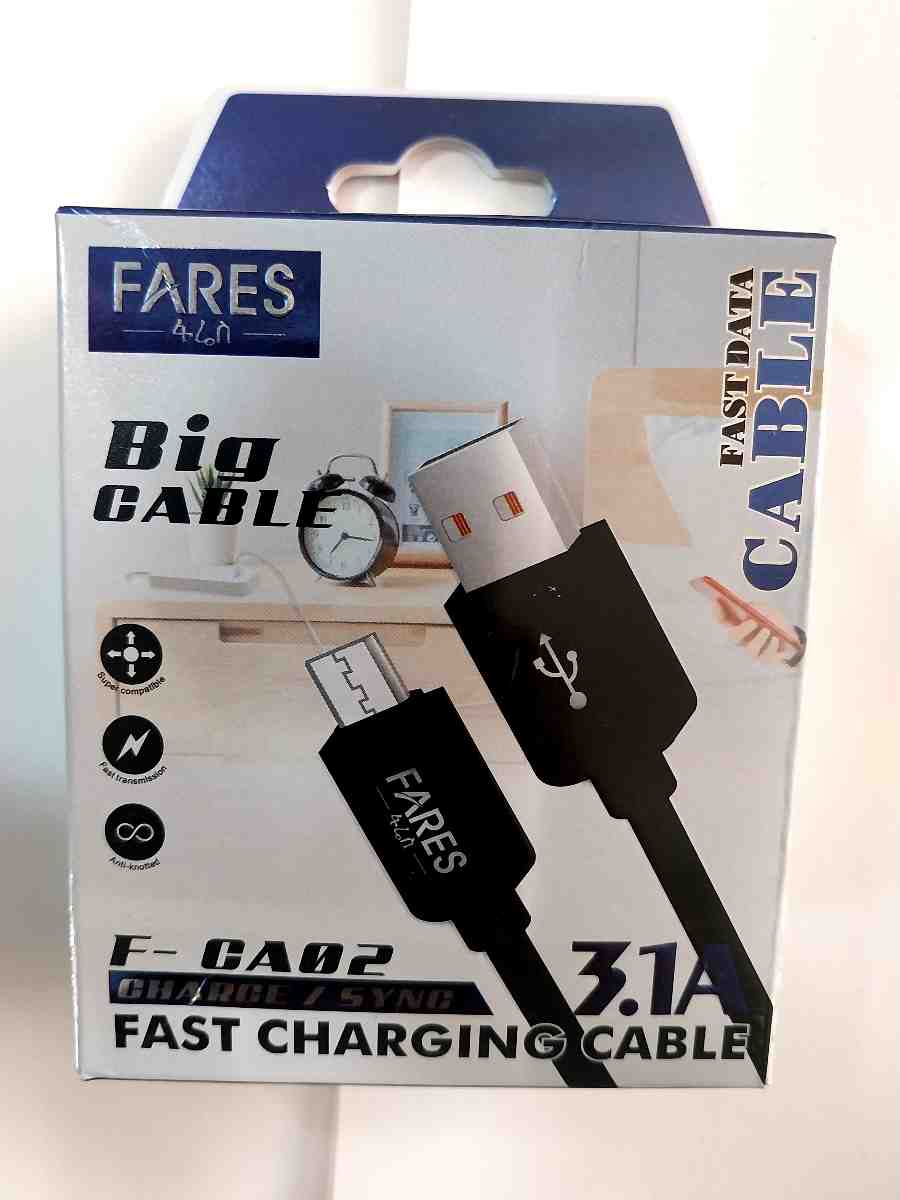 FARES
ፋሬስ
Big
CABLE
FAST DATA
CABLE
Super compatible
Fast transmission
Anti-knotted
FARES
ፋሬስ
F- CA02
CHARGE / SYNC
3.1A
FAST CHARGING CABLE